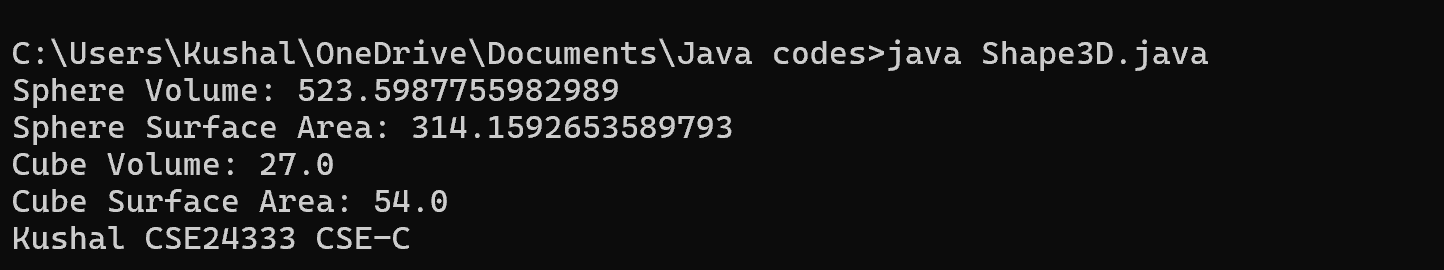 C:\Users\Kushal\OneDrive\Documents\Java codes>java Shape3D.java
Sphere Volume: 523.5987755982989
Sphere Surface Area: 314.1592653589793
Cube Volume: 27.0
Cube Surface Area: 54.0
Kushal CSE24333 CSE-C